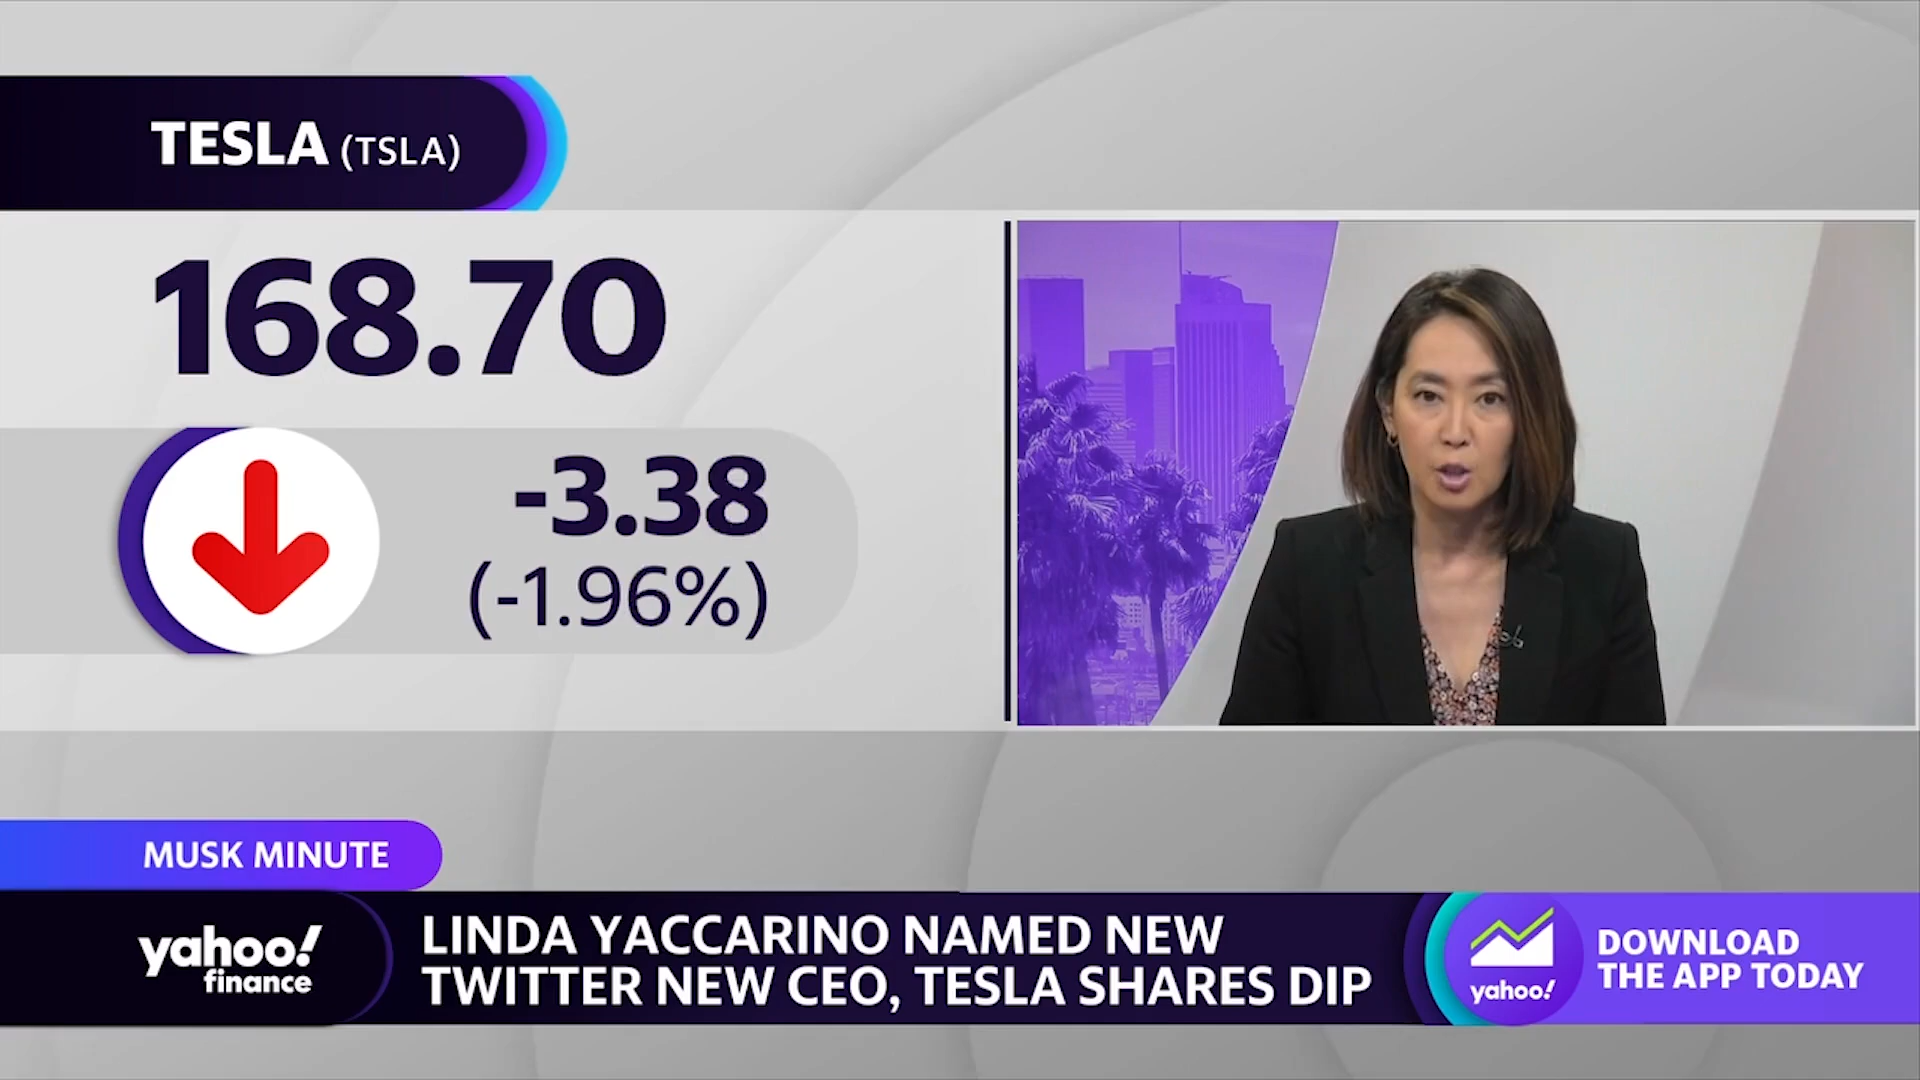 TESLA (TSLA)
168.70
-3.38
(-1.96%)
MUSK MINUTE
yahoo!
finance
LINDA YACCARINO NAMED NEW
TWITTER NEW CEO, TESLA SHARES DIP
yahoo!
DOWNLOAD
THE APP TODAY